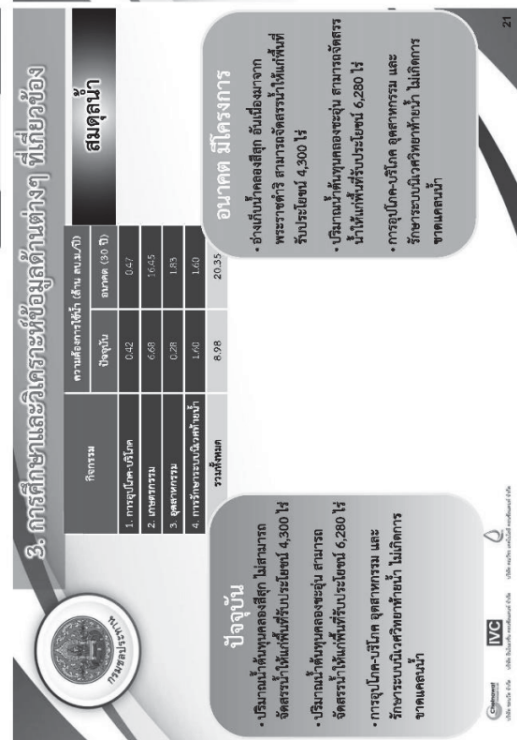 3. การศึกษาและวิเคราะห์ข้อมูลด้านต่างๆ ที่เกี่ยวข้อง
กรมชลประทาน
สมดุลน้ำ
กิจกรรม
ความต้องการใช้น้ำ (ล้าน ลบ.ม./ปี)
ปัจจุบัน
อนาคต (30 ปี)
1. การอุปโภค-บริโภค 0.42 0.47
2. เกษตรกรรม 6.68 16.45
3. อุตสาหกรรม 0.28 1.83
4. การรักษาระบบนิเวศท้ายน้ำ 1.60 1.60
รวมทั้งหมด 8.98 20.35
ปัจจุบัน
• ปริมาณน้ำต้นทุนคลองสีสุก ไม่สามารถ
จัดสรรน้ำให้แก่พื้นที่รับประโยชน์ 4,300 ไร่
• ปริมาณน้ำต้นทุนคลองชะอุ่น สามารถ
จัดสรรน้ำให้แก่พื้นที่รับประโยชน์ 6,280 ไร่
• การอุปโภค-บริโภค อุตสาหกรรม และ
รักษาระบบนิเวศวิทยาท้ายน้ำ ไม่เกิดการ
ขาดแคลนน้ำ
อนาคต มีโครงการ
• อ่างเก็บน้ำคลองสีสุก อันเนื่องมาจาก
พระราชดำริ สามารถจัดสรรน้ำให้แก่พื้นที่
รับประโยชน์ 4,300 ไร่
• ปริมาณน้ำต้นทุนคลองชะอุ่น สามารถจัดสรร
น้ำให้แก่พื้นที่รับประโยชน์ 6,280 ไร่
• การอุปโภค-บริโภค อุตสาหกรรม และ
รักษาระบบนิเวศวิทยาท้ายน้ำ ไม่เกิดการ
ขาดแคลนน้ำ
IVC
21